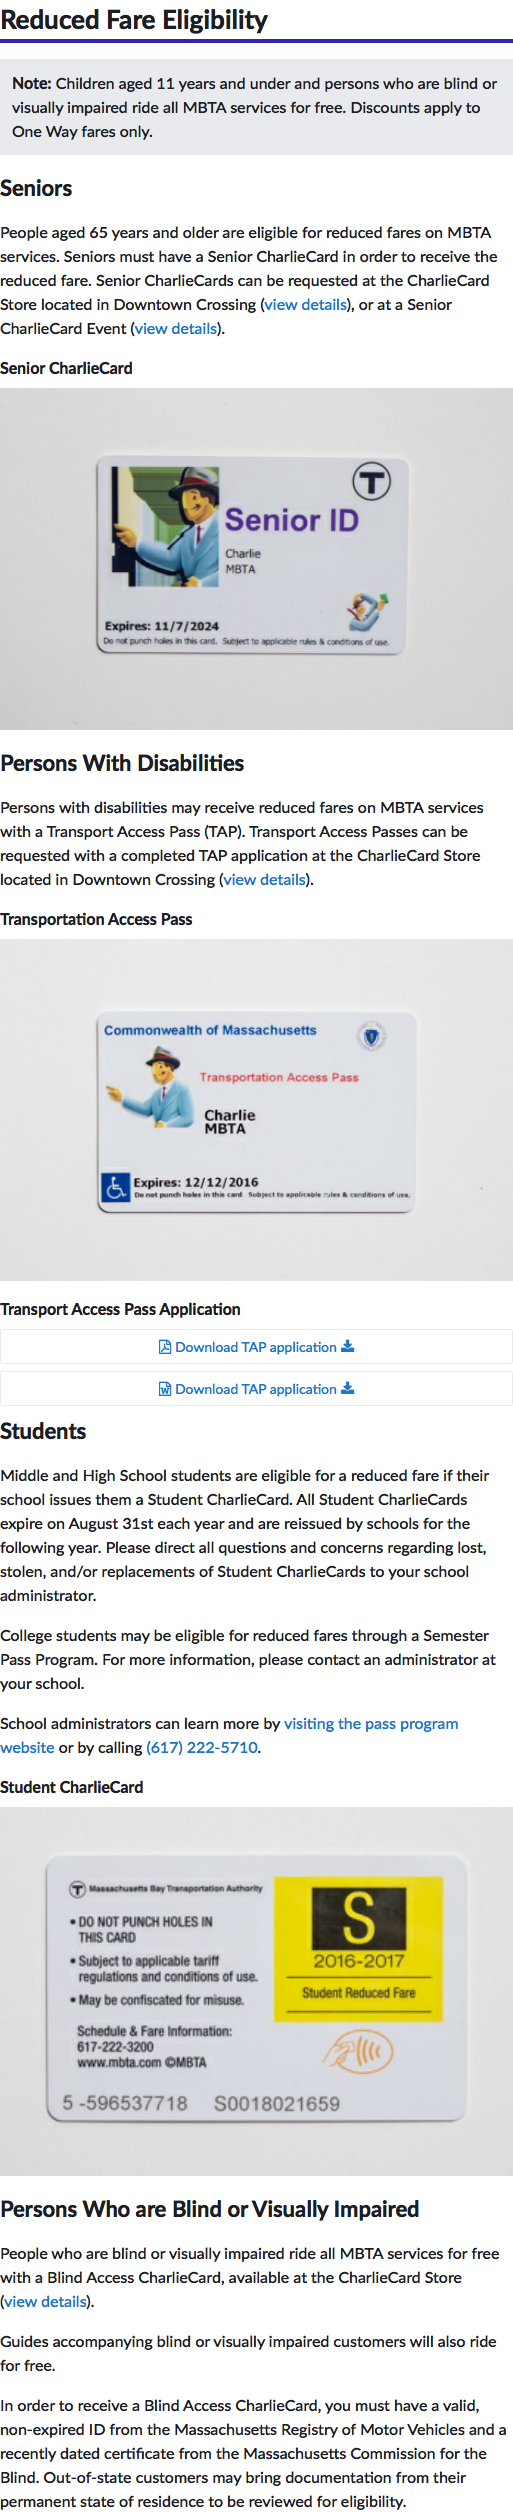 Reduced Fare Eligibility
Note: Children aged 11 years and under and persons who are blind or
visually impaired ride all MBTA services for free. Discounts apply to
One Way fares only.
Seniors
People aged 65 years and older are eligible for reduced fares on MBTA
services. Seniors must have a Senior CharlieCard in order to receive the
reduced fare. Senior CharlieCards can be requested at the CharlieCard
Store located in Downtown Crossing (view details), or at a Senior
CharlieCard Event (view details).
Senior CharlieCard
T
Senior ID
Charlie
MBTA
Expires: 11/7/2024
Do not punch holes in this card. Subject to applicable rules & conditions of use.
Persons With Disabilities
Persons with disabilities may receive reduced fares on MBTA services
with a Transport Access Pass (TAP). Transport Access Passes can be
requested with a completed TAP application at the CharlieCard Store
located in Downtown Crossing (view details).
Transportation Access Pass
Commonwealth of Massachusetts
Transportation Access Pass
Charlie
MBTA
Expires: 12/12/2016
Do not punch holes in this card. Subject to applicable rules & conditions of use.
Transport Access Pass Application
Download TAP application
Download TAP application
Students
Middle and High School students are eligible for a reduced fare if their
school issues them a Student CharlieCard. All Student CharlieCards
expire on August 31st each year and are reissued by schools for the
following year. Please direct all questions and concerns regarding lost,
stolen, and/or replacements of Student CharlieCards to your school
administrator.
College students may be eligible for reduced fares through a Semester
Pass Program. For more information, please contact an administrator at
your school.
School administrators can learn more by visiting the pass program
website or by calling (617) 222-5710.
Student CharlieCard
T Massachusetts Bay Transportation Authority
• DO NOT PUNCH HOLES IN
THIS CARD
• Subject to applicable tariff
regulations and conditions of use.
• May be confiscated for misuse.
Schedule & Fare Information:
617-222-3200
www.mbta.com ©MBTA
S
2016-2017
Student Reduced Fare
5 -596537718 S0018021659
Persons Who are Blind or Visually Impaired
People who are blind or visually impaired ride all MBTA services for free
with a Blind Access CharlieCard, available at the CharlieCard Store
(view details).
Guides accompanying blind or visually impaired customers will also ride
for free.
In order to receive a Blind Access CharlieCard, you must have a valid,
non-expired ID from the Massachusetts Registry of Motor Vehicles and a
recently dated certificate from the Massachusetts Commission for the
Blind. Out-of-state customers may bring documentation from their
permanent state of residence to be reviewed for eligibility.